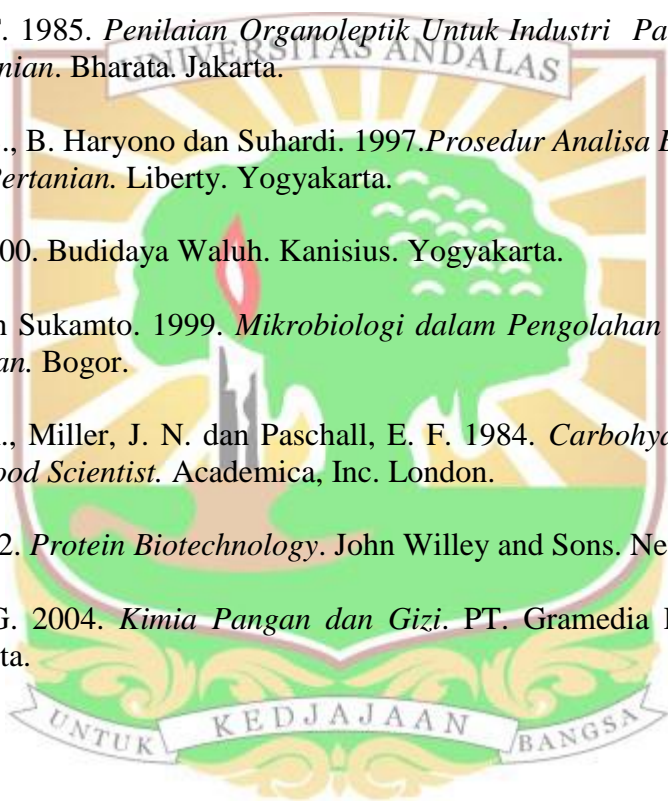 . 1985. Penilaian Organoleptik Untuk Industri Pa
nian. Bharata. Jakarta.
UNIVERSITAS ANDALAS
., B. Haryono dan Suhardi. 1997.Prosedur Analisa
Pertanian. Liberty. Yogyakarta.
00. Budidaya Waluh. Kanisius. Yogyakarta.
n Sukamto. 1999. Mikrobiologi dalam Pengolahan
an. Bogor.
., Miller, J. N. dan Paschall, E. F. 1984. Carbohyd
ood Scientist. Academica, Inc. London.
2. Protein Biotechnology. John Willey and Sons. Ne
G. 2004. Kimia Pangan dan Gizi. PT. Gramedia
ta.
UNTUK KEDJAJAAN BANGSA